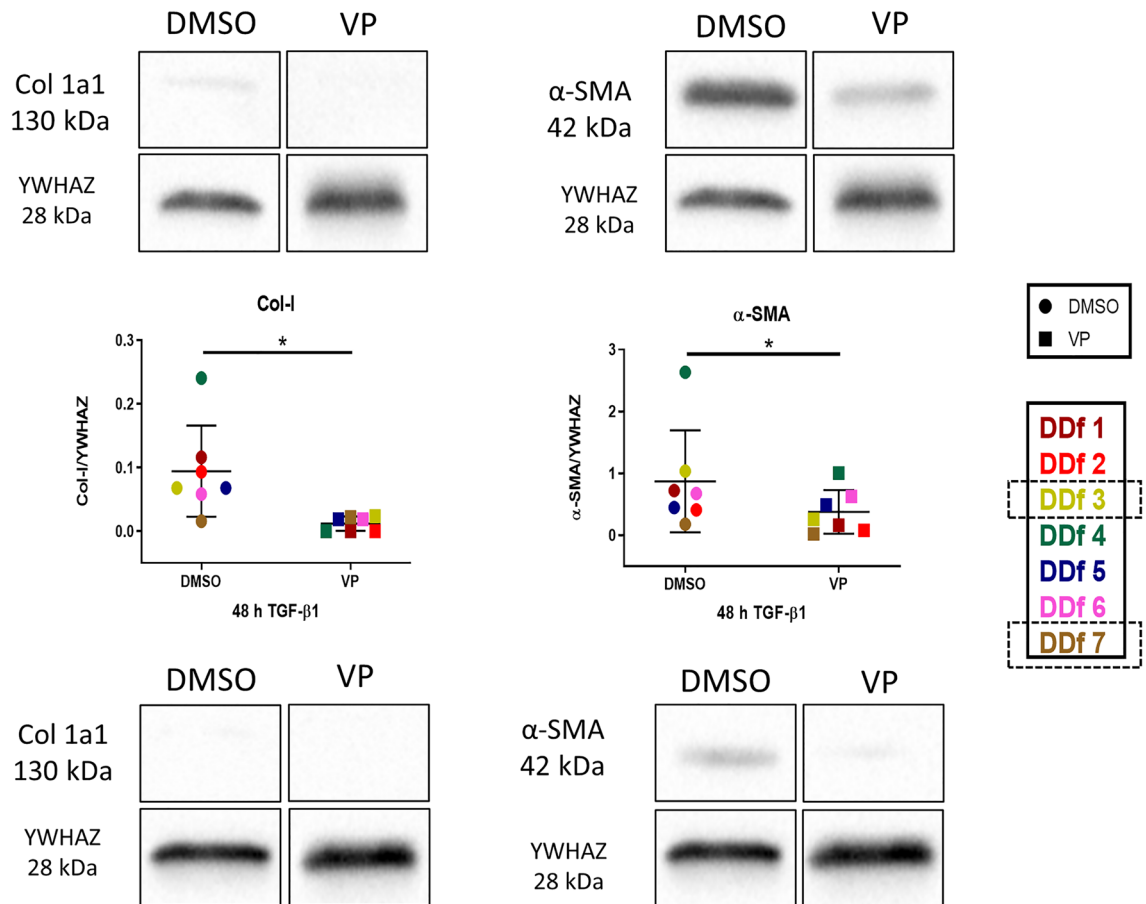 DMSO VP
Col 1a1
130 kDa
YWHAZ
28 kDa
DMSO VP
α-SMA
42 kDa
YWHAZ
28 kDa
Col-I
*
0.3
0.2
0.1
0.0
Col-I/YWHAZ
DMSO VP
48 h TGF-β1
α-SMA
*
3
2
1
0
α-SMA/YWHAZ
DMSO VP
48 h TGF-β1
DMSO
VP
DDf 1
DDf 2
DDf 3
DDf 4
DDf 5
DDf 6
DDf 7
DMSO VP
Col 1a1
130 kDa
YWHAZ
28 kDa
DMSO VP
α-SMA
42 kDa
YWHAZ
28 kDa